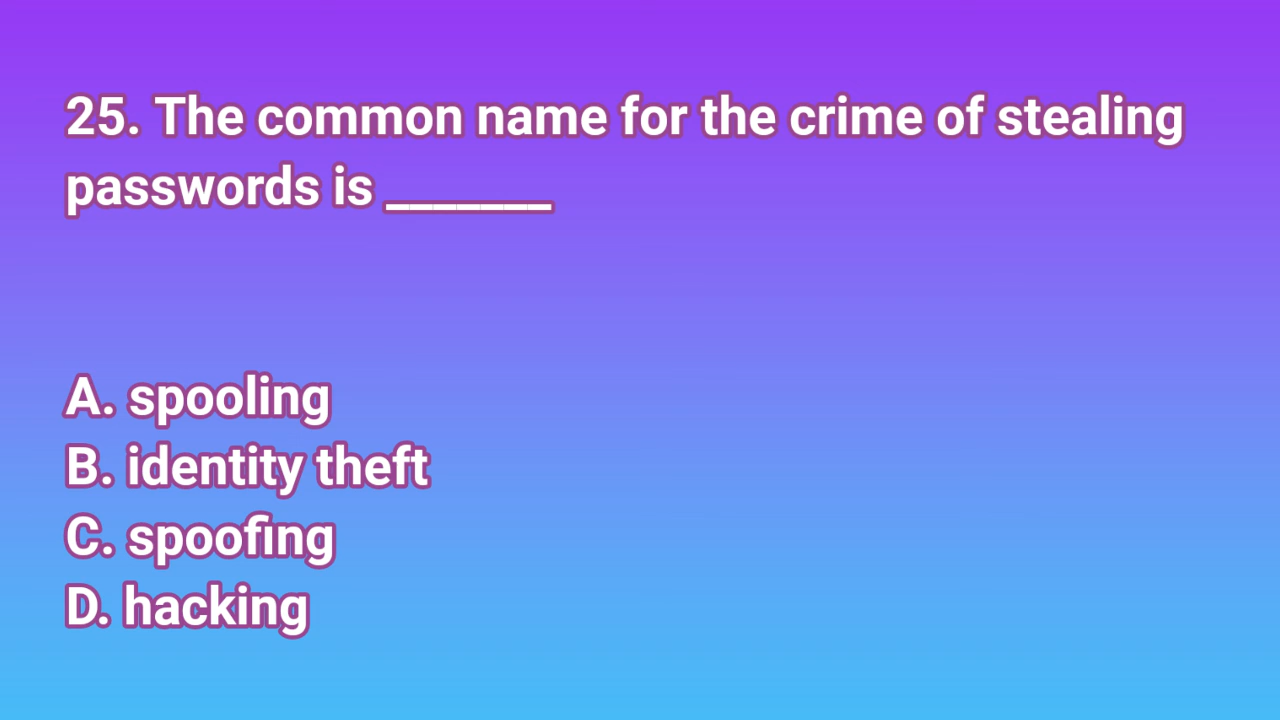 25. The common name for the crime of stealing
passwords is _______
A. spooling
B. identity theft
C. spoofing
D. hacking